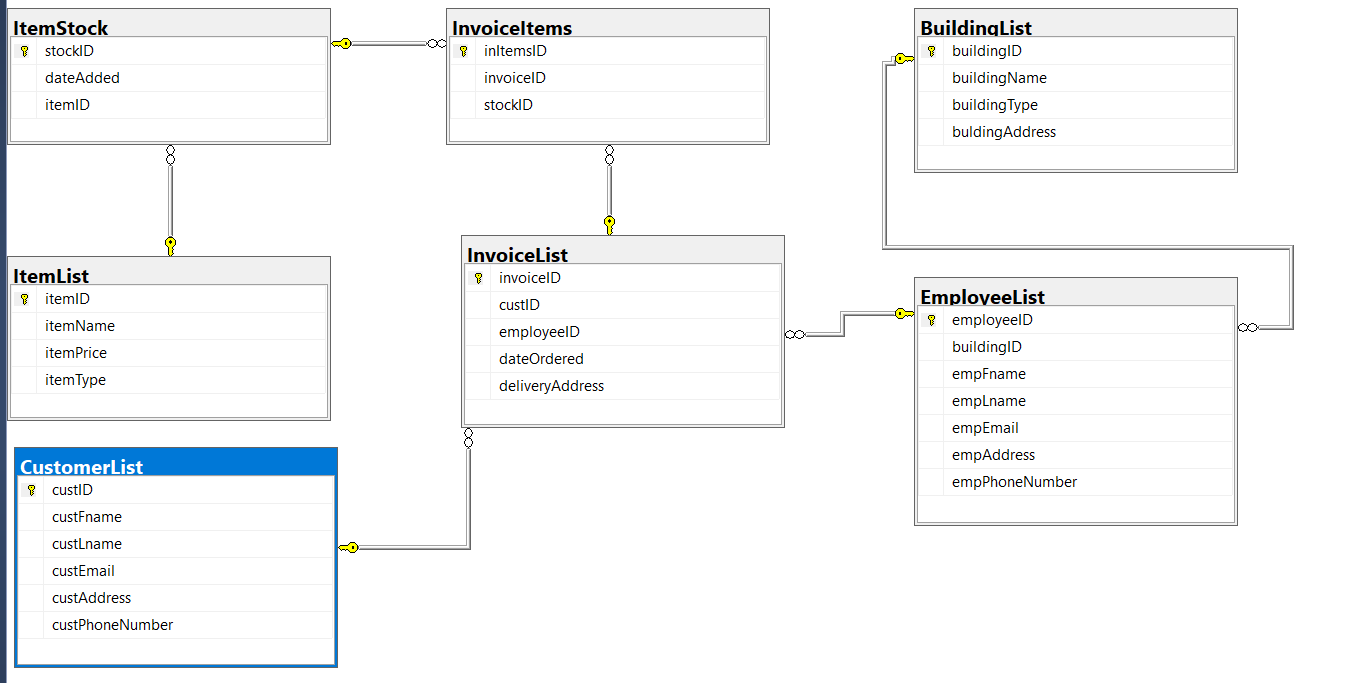 ItemStock
stockID
dateAdded
itemID
InvoiceItems
inItemsID
invoiceID
stockID
BuildingList
buildingID
buildingName
buildingType
buldingAddress
ItemList
itemID
itemName
itemPrice
itemType
InvoiceList
invoiceID
custID
employeeID
dateOrdered
deliveryAddress
EmployeeList
employeeID
buildingID
empFname
empLname
empEmail
empAddress
empPhoneNumber
CustomerList
custID
custFname
custLname
custEmail
custAddress
custPhoneNumber